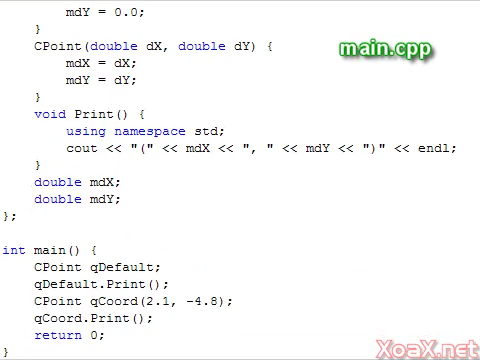 mdY = 0.0;
    }
    CPoint(double dX, double dY) {
        mdX = dX;
        mdY = dY;
    }
    void Print() {
        using namespace std;
        cout << "(" << mdX << ", " << mdY << ")" << endl;
    }
    double mdX;
    double mdY;
};

int main() {
    CPoint qDefault;
    qDefault.Print();
    CPoint qCoord(2.1, -4.8);
    qCoord.Print();
    return 0;
}
main.cpp
XoaX.net